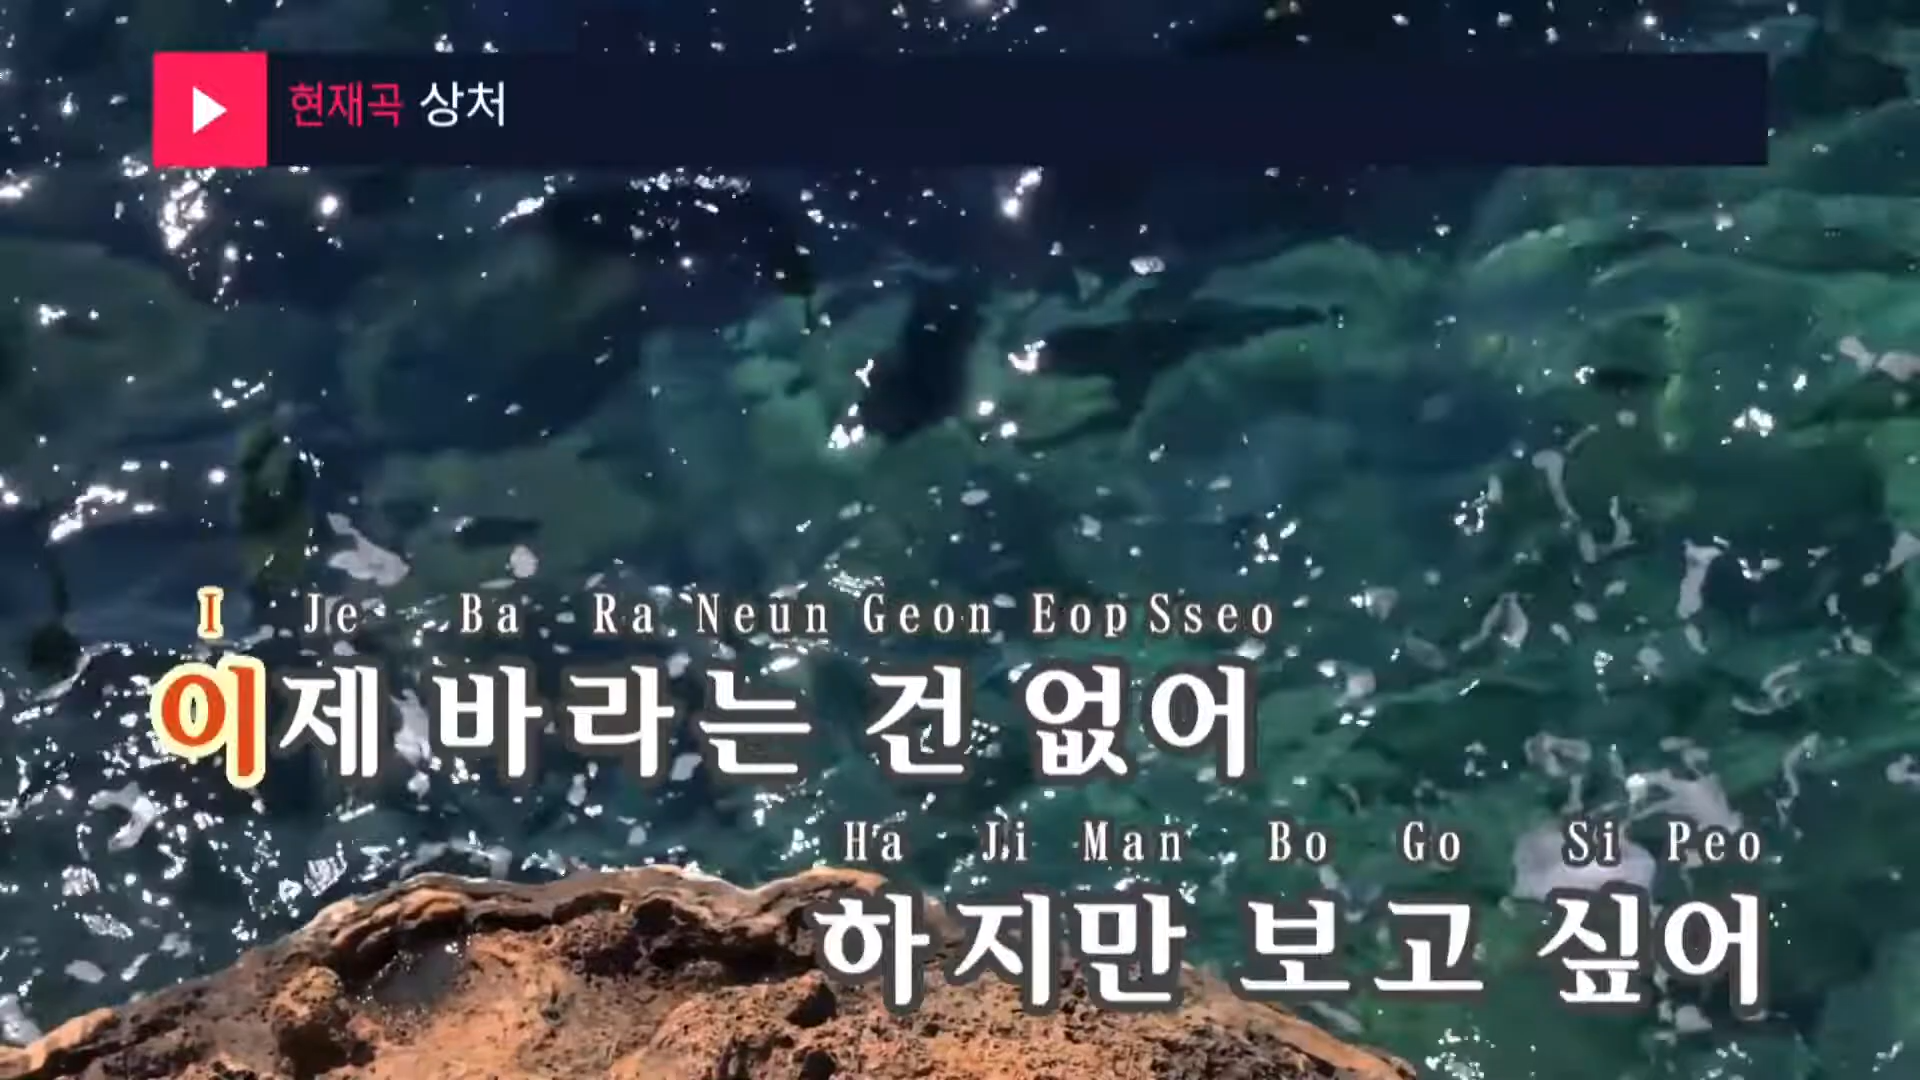 현재곡 상처
I Je Ba Ra Neun Geon Eop Sseo
이제 바라는 건 없어
Ha Ji Man Bo Go Si Peo
하지만 보고 싶어